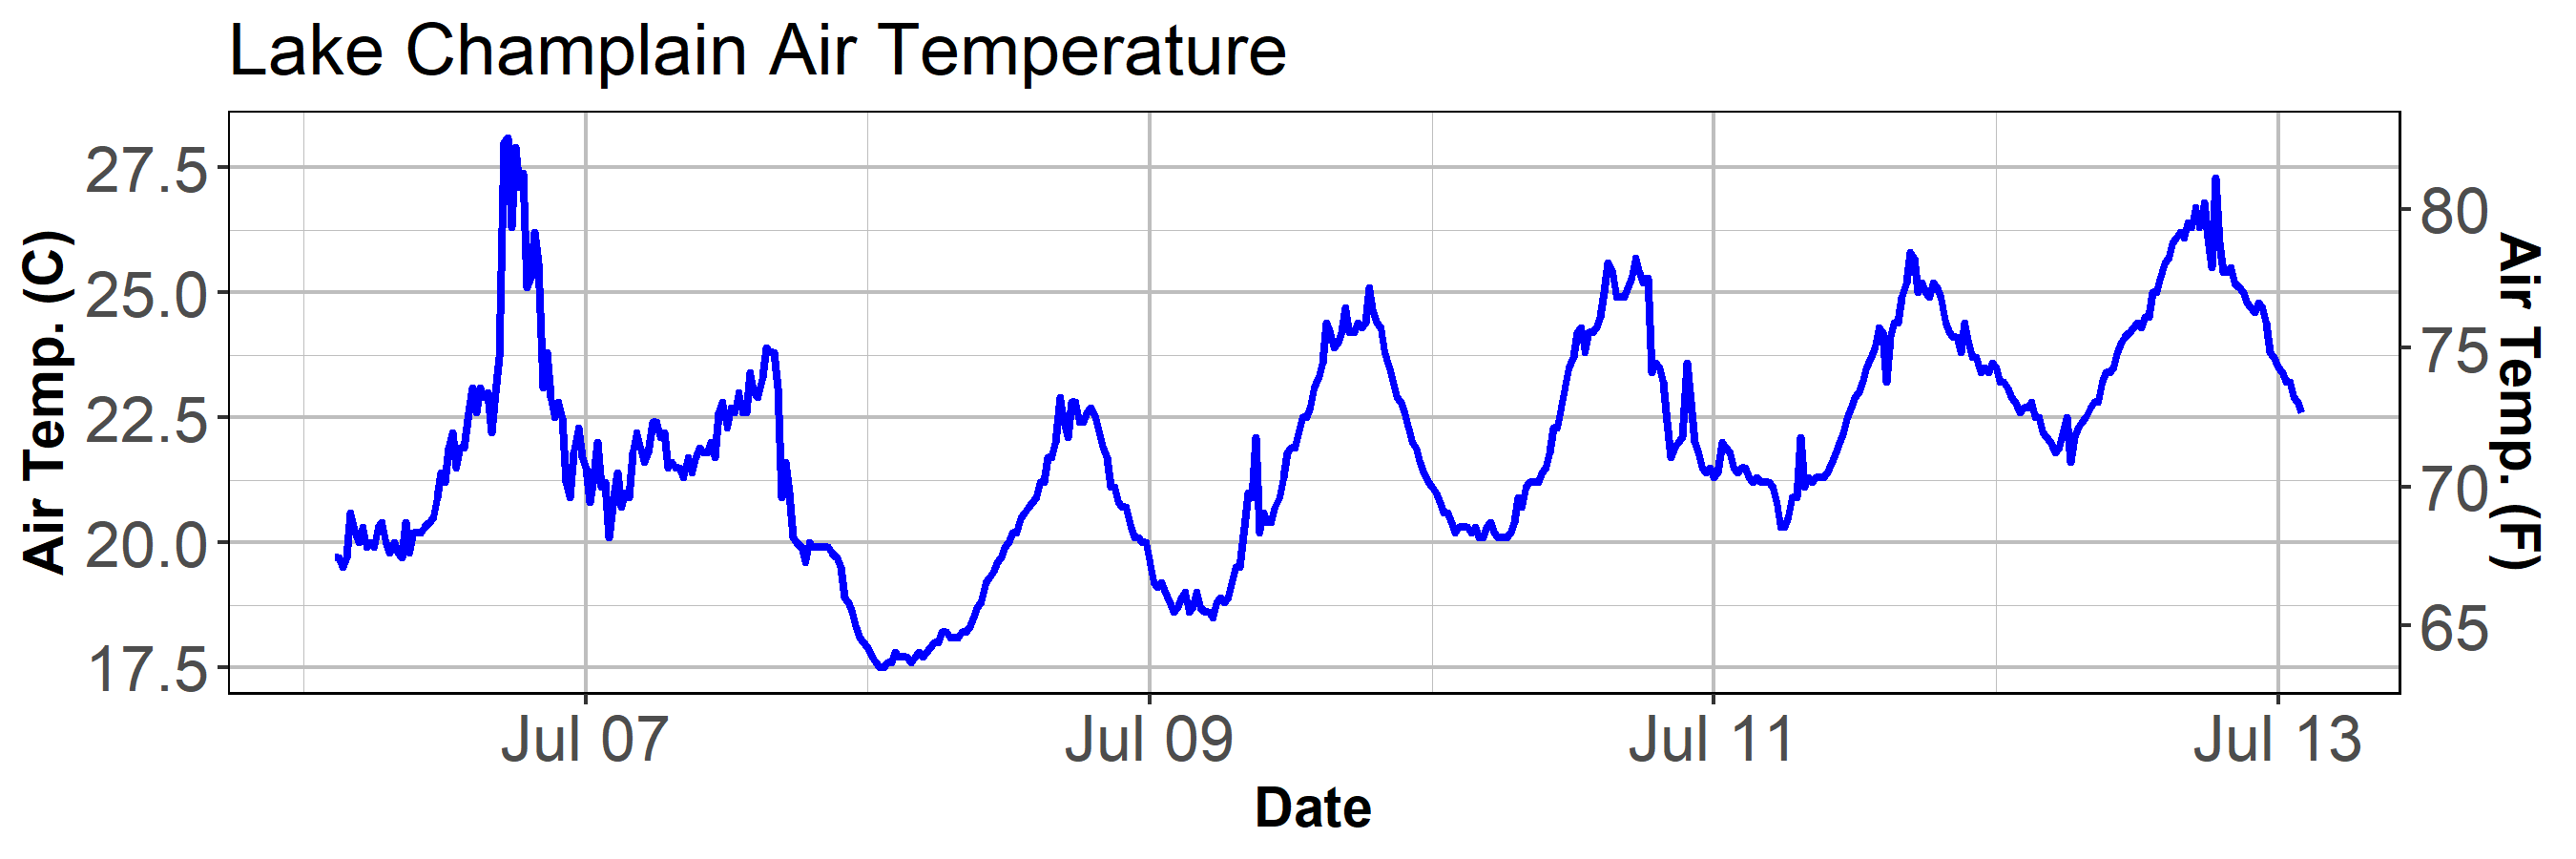 Lake Champlain Air Temperature
Air Temp. (C)
27.5
25.0
22.5
20.0
17.5
80
75
70
65
Air Temp. (F)
Jul 07 Jul 09 Jul 11 Jul 13
Date